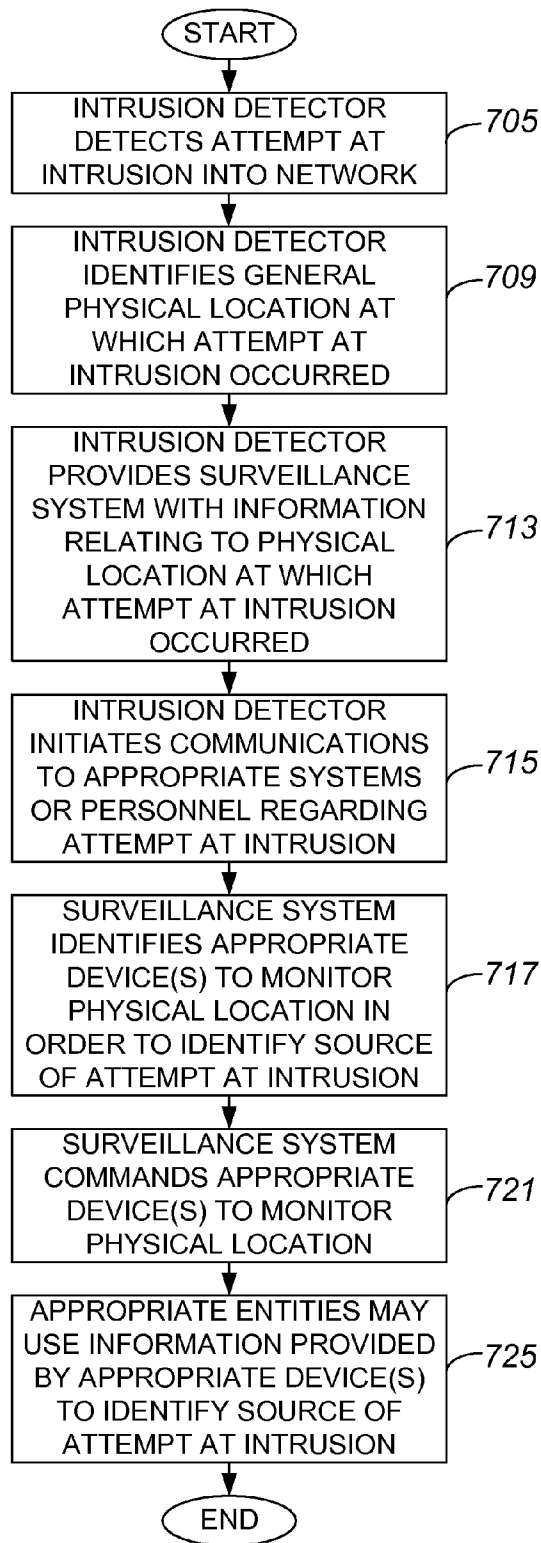 START
INTRUSION DETECTOR
DETECTS ATTEMPT AT
INTRUSION INTO NETWORK
705
INTRUSION DETECTOR
IDENTIFIES GENERAL
PHYSICAL LOCATION AT
WHICH ATTEMPT AT
INTRUSION OCCURRED
709
INTRUSION DETECTOR
PROVIDES SURVEILLANCE
SYSTEM WITH INFORMATION
RELATING TO PHYSICAL
LOCATION AT WHICH
ATTEMPT AT INTRUSION
OCCURRED
713
INTRUSION DETECTOR
INITIATES COMMUNICATIONS
TO APPROPRIATE SYSTEMS
OR PERSONNEL REGARDING
ATTEMPT AT INTRUSION
715
SURVEILLANCE SYSTEM
IDENTIFIES APPROPRIATE
DEVICE(S) TO MONITOR
PHYSICAL LOCATION IN
ORDER TO IDENTIFY SOURCE
OF ATTEMPT AT INTRUSION
717
SURVEILLANCE SYSTEM
COMMANDS APPROPRIATE
DEVICE(S) TO MONITOR
PHYSICAL LOCATION
721
APPROPRIATE ENTITIES MAY
USE INFORMATION PROVIDED
BY APPROPRIATE DEVICE(S)
TO IDENTIFY SOURCE OF
ATTEMPT AT INTRUSION
725
END